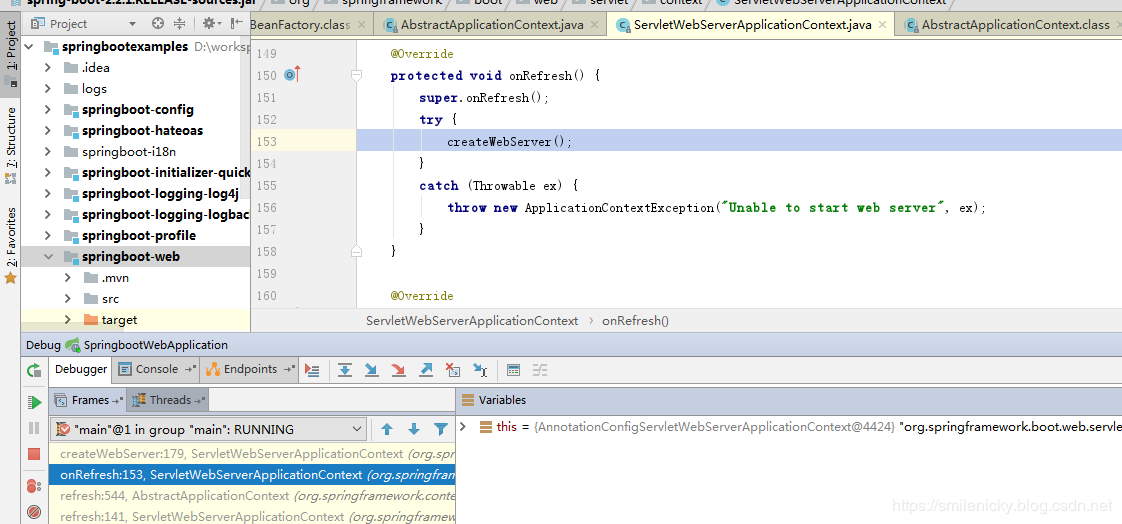 spring-boot-2.2.1.RELEASE-sources.jar org springframework boot web servlet context ServletWebServerApplicationContext
1: Project
7: Structure
2: Favorites
Project
springbootexamples D:\worksp
.idea
logs
springboot-config
springboot-hateoas
springboot-i18n
springboot-initializer-quick
springboot-logging-log4j
springboot-logging-logbac
springboot-profile
springboot-web
.mvn
src
target
BeanFactory.class AbstractApplicationContext.java ServletWebServerApplicationContext.java AbstractApplicationContext.class
149 @Override
150 protected void onRefresh() {
151 super.onRefresh();
152 try {
153 createWebServer();
154 }
155 catch (Throwable ex) {
156 throw new ApplicationContextException("Unable to start web server", ex);
157 }
158 }
159
160 @Override
ServletWebServerApplicationContext › onRefresh()
Debug SpringbootWebApplication
Debugger Console Endpoints
Frames Threads
"main"@1 in group "main": RUNNING
createWebServer:179, ServletWebServerApplicationContext (org.spr
onRefresh:153, ServletWebServerApplicationContext (org.springfram
refresh:544, AbstractApplicationContext (org.springframework.conte
refresh:141, ServletWebServerApplicationContext (org.springfram
Variables
this = {AnnotationConfigServletWebServerApplicationContext@4424} "org.springframework.boot.web.servle
https://smilenicky.blog.csdn.net